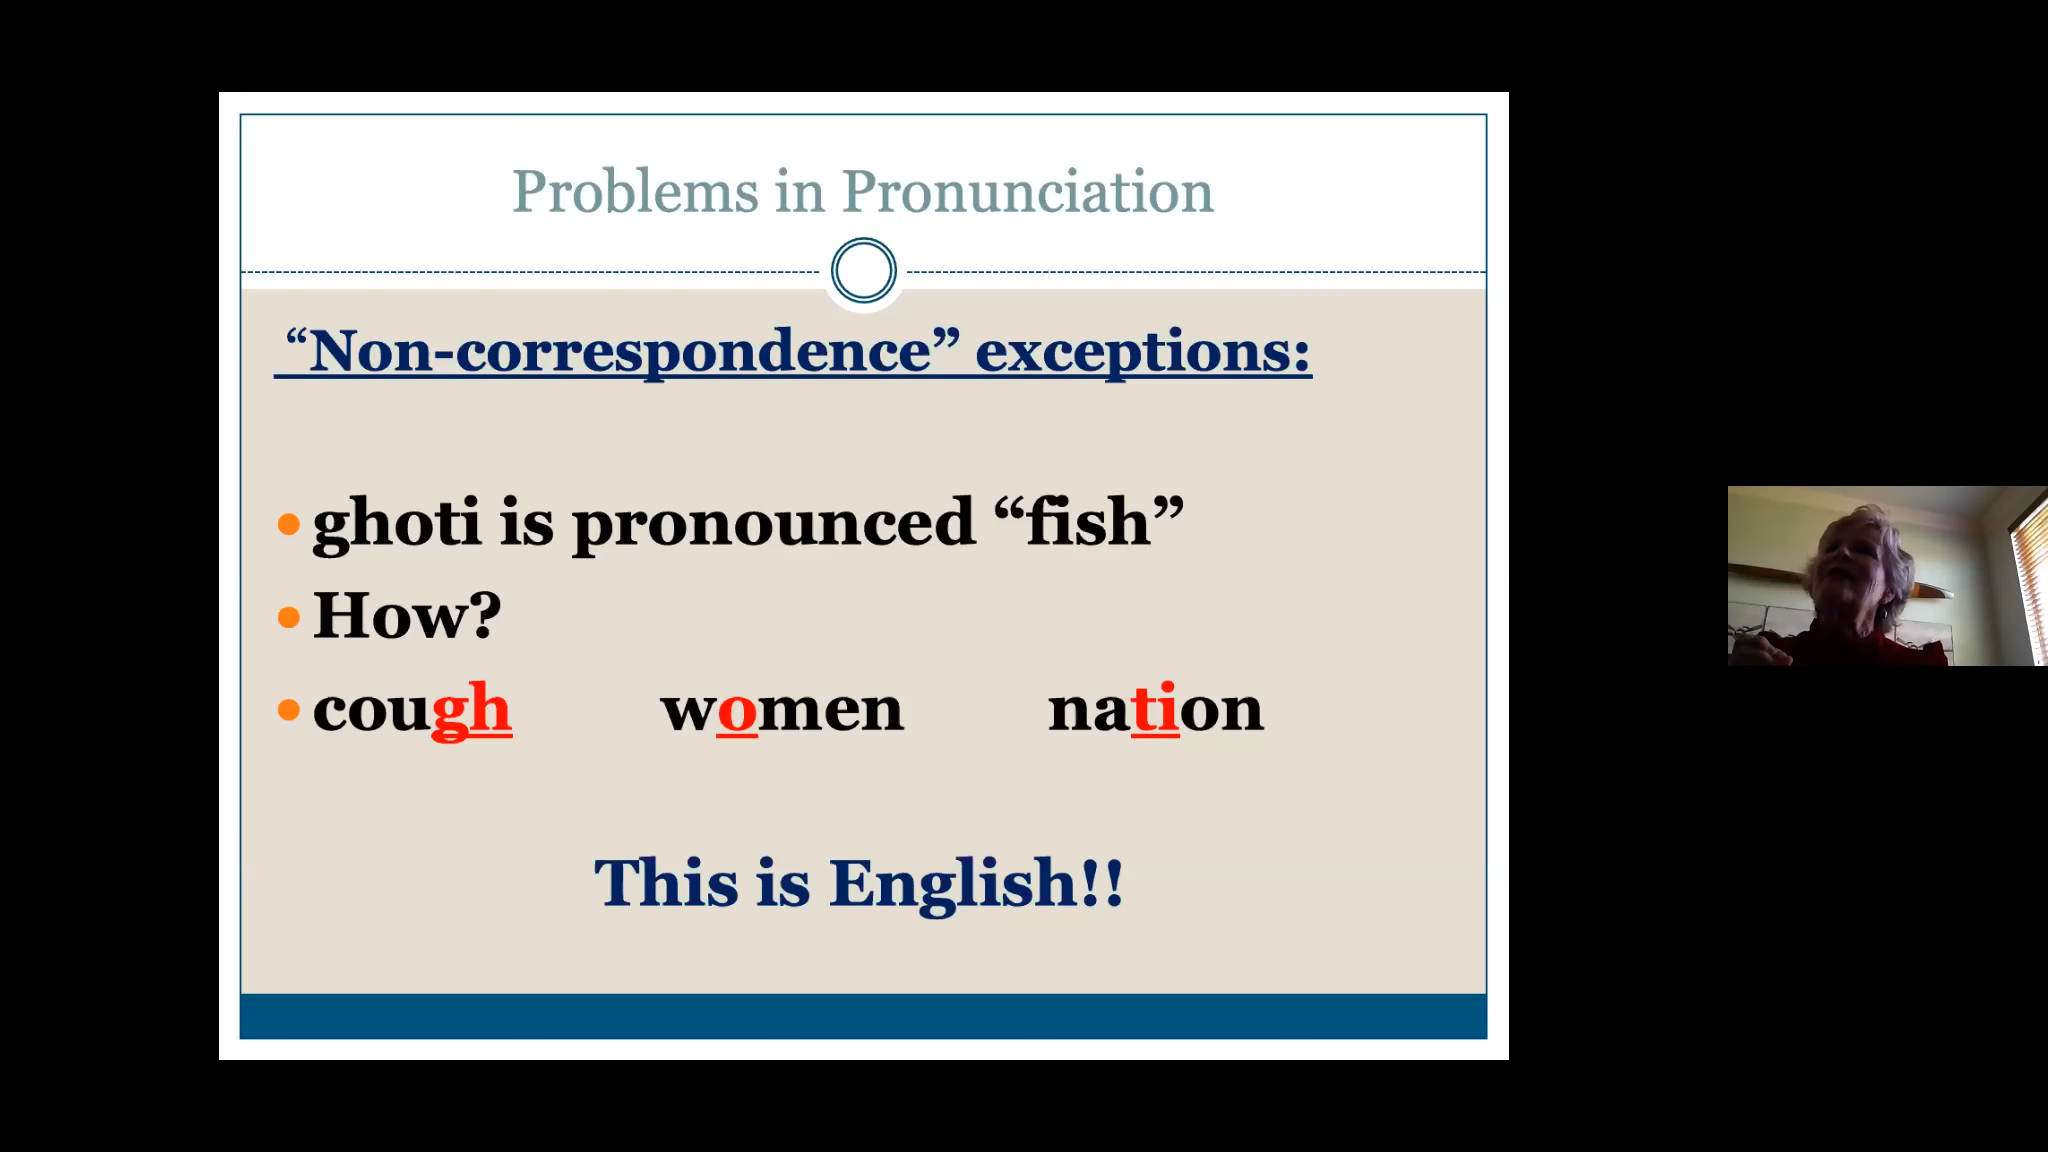 Problems in Pronunciation
“Non-correspondence” exceptions:
ghoti is pronounced “fish”
How?
cough women nation
This is English!!